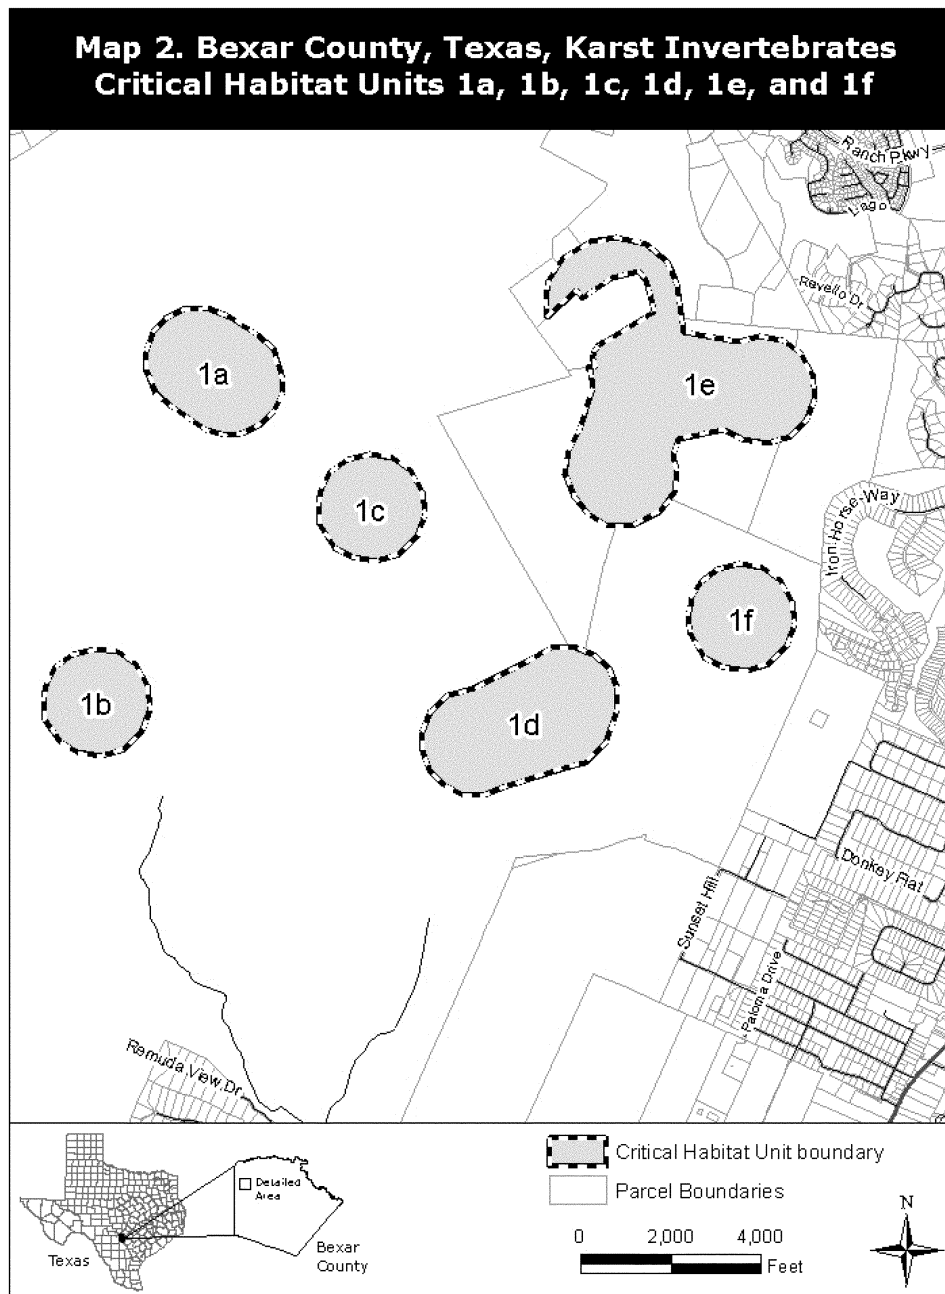 Map 2. Bexar County, Texas, Karst Invertebrates
Critical Habitat Units 1a, 1b, 1c, 1d, 1e, and 1f
Ranch Pkwy
Lago
Revello Dr
1a
1e
1c
Iron Horse Way
1f
1b
1d
Donkey Flat
Sunset Hill
Paloma Drive
Remuda View Dr
Critical Habitat Unit boundary
Parcel Boundaries
Detailed
Area
Texas
Bexar
County
0 2,000 4,000
Feet
N